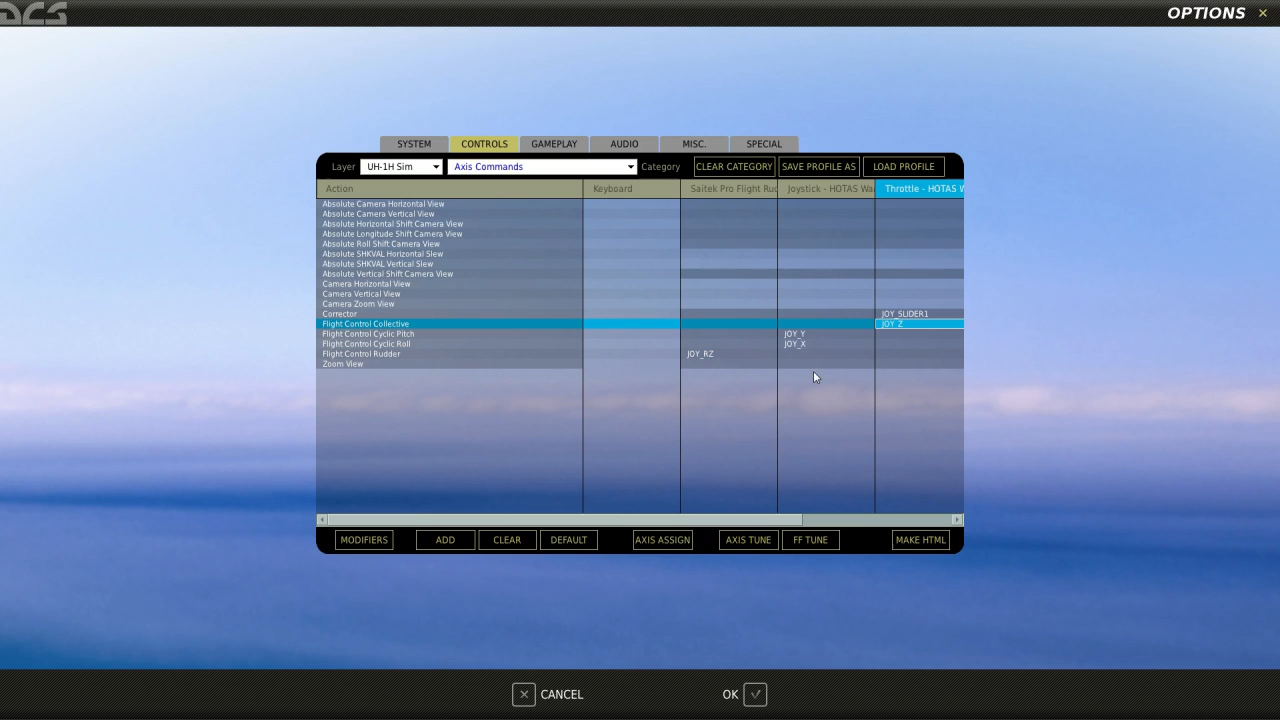 DCS
OPTIONS
SYSTEM CONTROLS GAMEPLAY AUDIO MISC. SPECIAL
Layer UH-1H Sim Axis Commands Category CLEAR CATEGORY SAVE PROFILE AS LOAD PROFILE
Action Keyboard Saitek Pro Flight Ruc Joystick - HOTAS Wa Throttle - HOTAS W
Absolute Camera Horizontal View
Absolute Camera Vertical View
Absolute Horizontal Shift Camera View
Absolute Longitude Shift Camera View
Absolute Roll Shift Camera View
Absolute SHKVAL Horizontal Slew
Absolute SHKVAL Vertical Slew
Absolute Vertical Shift Camera View
Camera Horizontal View
Camera Vertical View
Camera Zoom View
Corrector JOY_SLIDER1
Flight Control Collective JOY_Z
Flight Control Cyclic Pitch JOY_Y
Flight Control Cyclic Roll JOY_X
Flight Control Rudder JOY_RZ
Zoom View
MODIFIERS ADD CLEAR DEFAULT AXIS ASSIGN AXIS TUNE FF TUNE MAKE HTML
CANCEL OK